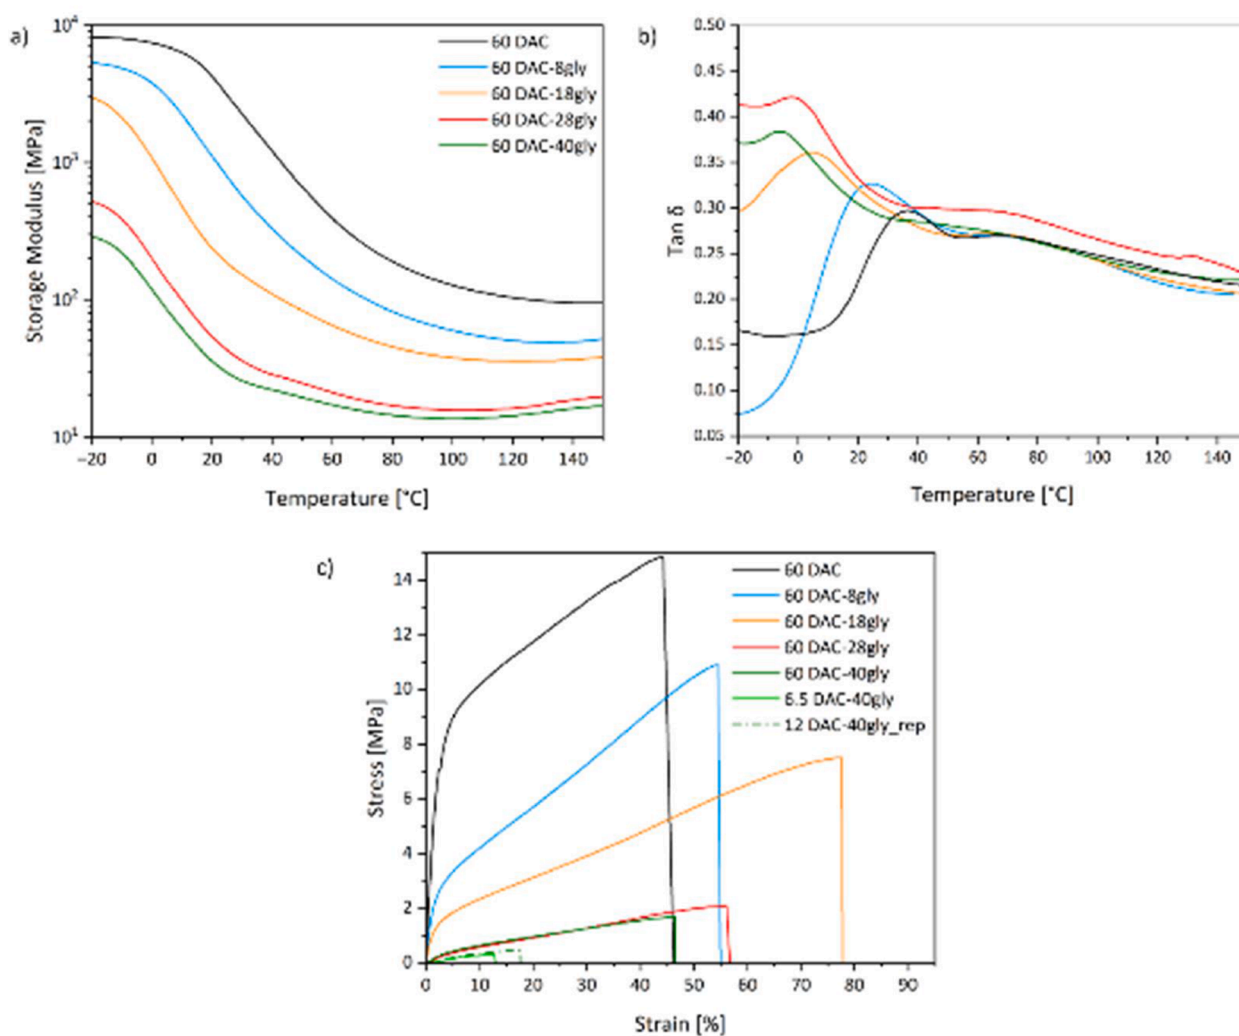 a)
Storage Modulus [MPa]
10⁴
10³
10²
10¹
60 DAC
60 DAC-8gly
60 DAC-18gly
60 DAC-28gly
60 DAC-40gly
−20 0 20 40 60 80 100 120 140
Temperature [°C]
b)
Tan δ
0.50
0.45
0.40
0.35
0.30
0.25
0.20
0.15
0.10
0.05
−20 0 20 40 60 80 100 120 140
Temperature [°C]
c)
Stress [MPa]
14
12
10
8
6
4
2
0
60 DAC
60 DAC-8gly
60 DAC-18gly
60 DAC-28gly
60 DAC-40gly
6.5 DAC-40gly
12 DAC-40gly_rep
0 10 20 30 40 50 60 70 80 90
Strain [%]